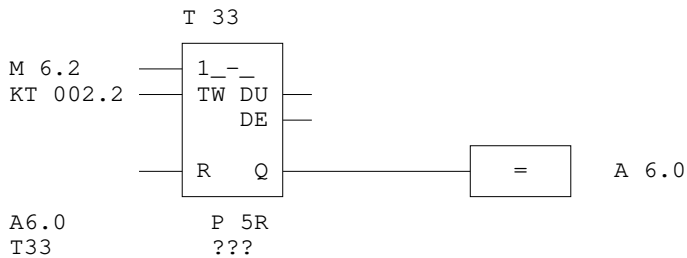 T 33
M 6.2 1_-_
KT 002.2 TW DU
DE
R Q = A 6.0
A6.0 P 5R
T33 ???